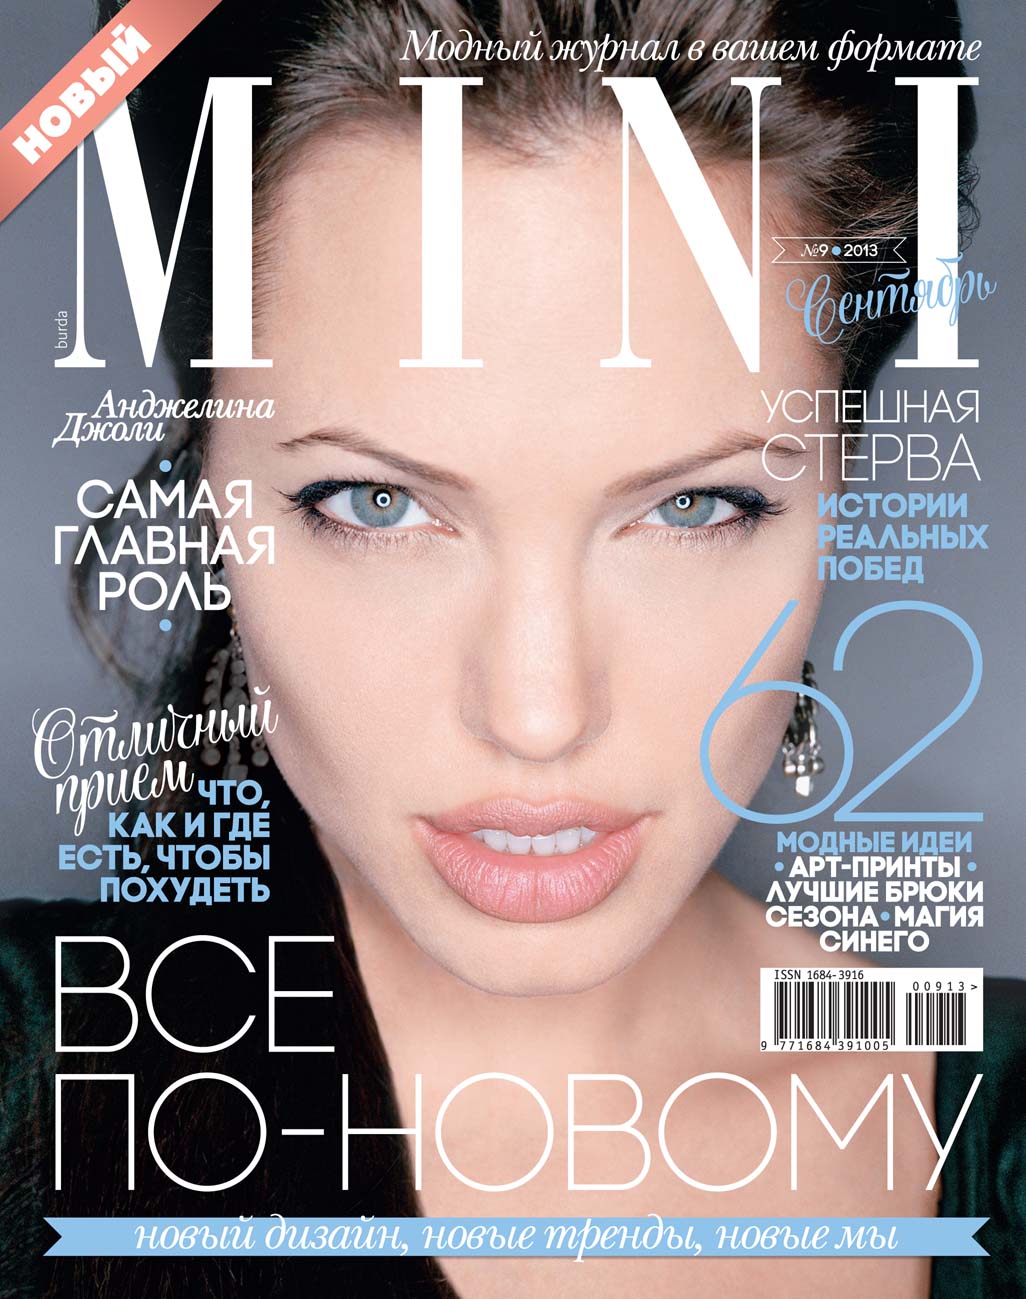 НОВЫЙ
Модный журнал в вашем формате
MINI
№9 • 2013
Сентябрь
burda
Анджелина
Джоли
•
САМАЯ
ГЛАВНАЯ
РОЛЬ
•
УСПЕШНАЯ
СТЕРВА
ИСТОРИИ
РЕАЛЬНЫХ
ПОБЕД
62
МОДНЫЕ ИДЕИ
• АРТ-ПРИНТЫ •
ЛУЧШИЕ БРЮКИ
СЕЗОНА • МАГИЯ
СИНЕГО
Отличный
прием
ЧТО,
КАК И ГДЕ
ЕСТЬ, ЧТОБЫ
ПОХУДЕТЬ
ISSN 1684-3916
00913>
9 771684 391005
ВСЕ
ПО-НОВОМУ
новый дизайн, новые тренды, новые мы